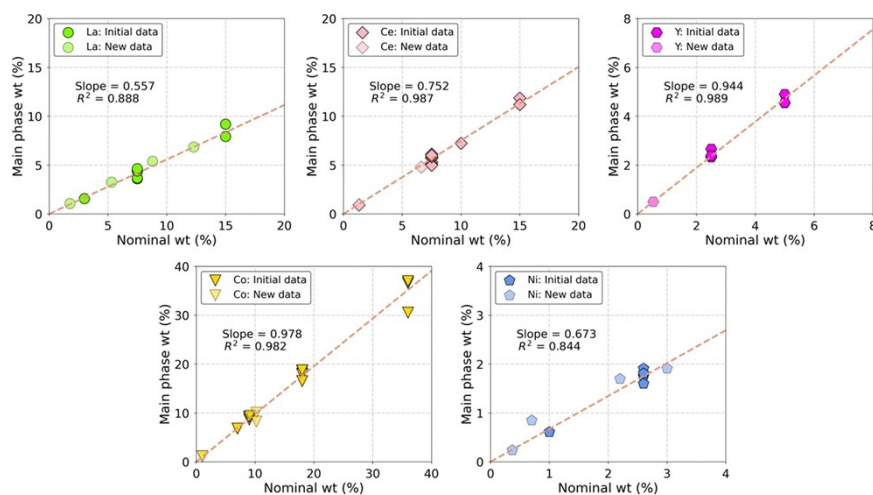 20
15
10
5
0
La: Initial data
La: New data
Slope = 0.557
R² = 0.888
0 5 10 15 20
Nominal wt (%)
Main phase wt (%)
20
15
10
5
0
Ce: Initial data
Ce: New data
Slope = 0.752
R² = 0.987
0 5 10 15 20
Nominal wt (%)
Main phase wt (%)
8
6
4
2
0
Y: Initial data
Y: New data
Slope = 0.944
R² = 0.989
0 2 4 6 8
Nominal wt (%)
Main phase wt (%)
40
30
20
10
0
Co: Initial data
Co: New data
Slope = 0.978
R² = 0.982
0 10 20 30 40
Nominal wt (%)
Main phase wt (%)
4
3
2
1
0
Ni: Initial data
Ni: New data
Slope = 0.673
R² = 0.844
0 1 2 3 4
Nominal wt (%)
Main phase wt (%)